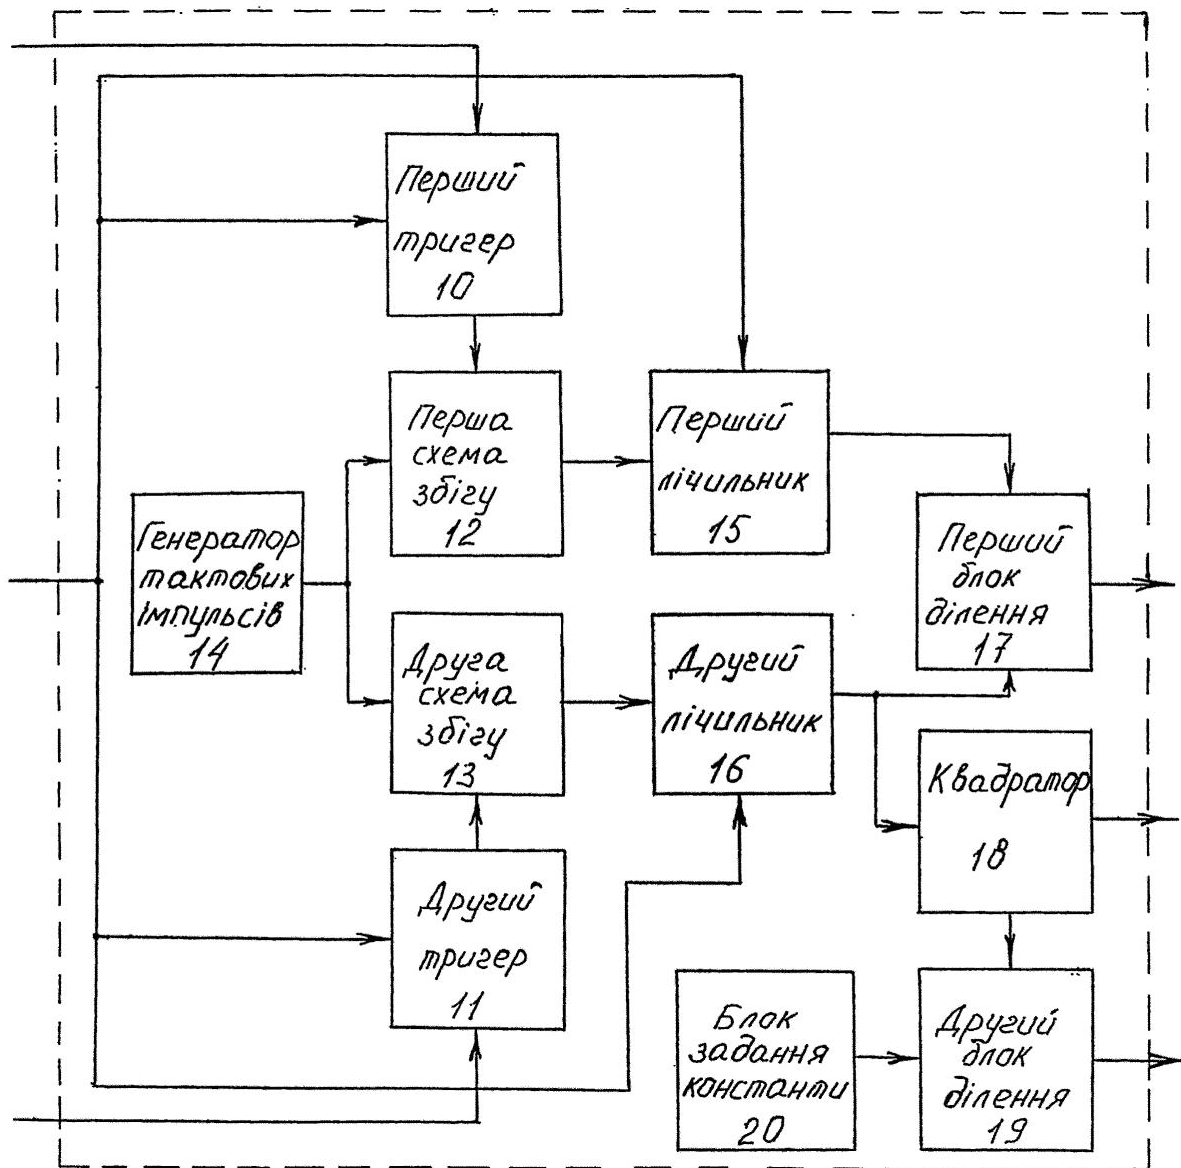 Перший
тригер
10
Перша
схема
збігу
12
Перший
лічильник
15
Генератор
тактових
імпульсів
14
Перший
блок
ділення
17
Друга
схема
збігу
13
Другий
лічильник
16
Квадратор
18
Другий
тригер
11
Блок
задання
константи
20
Другий
блок
ділення
19